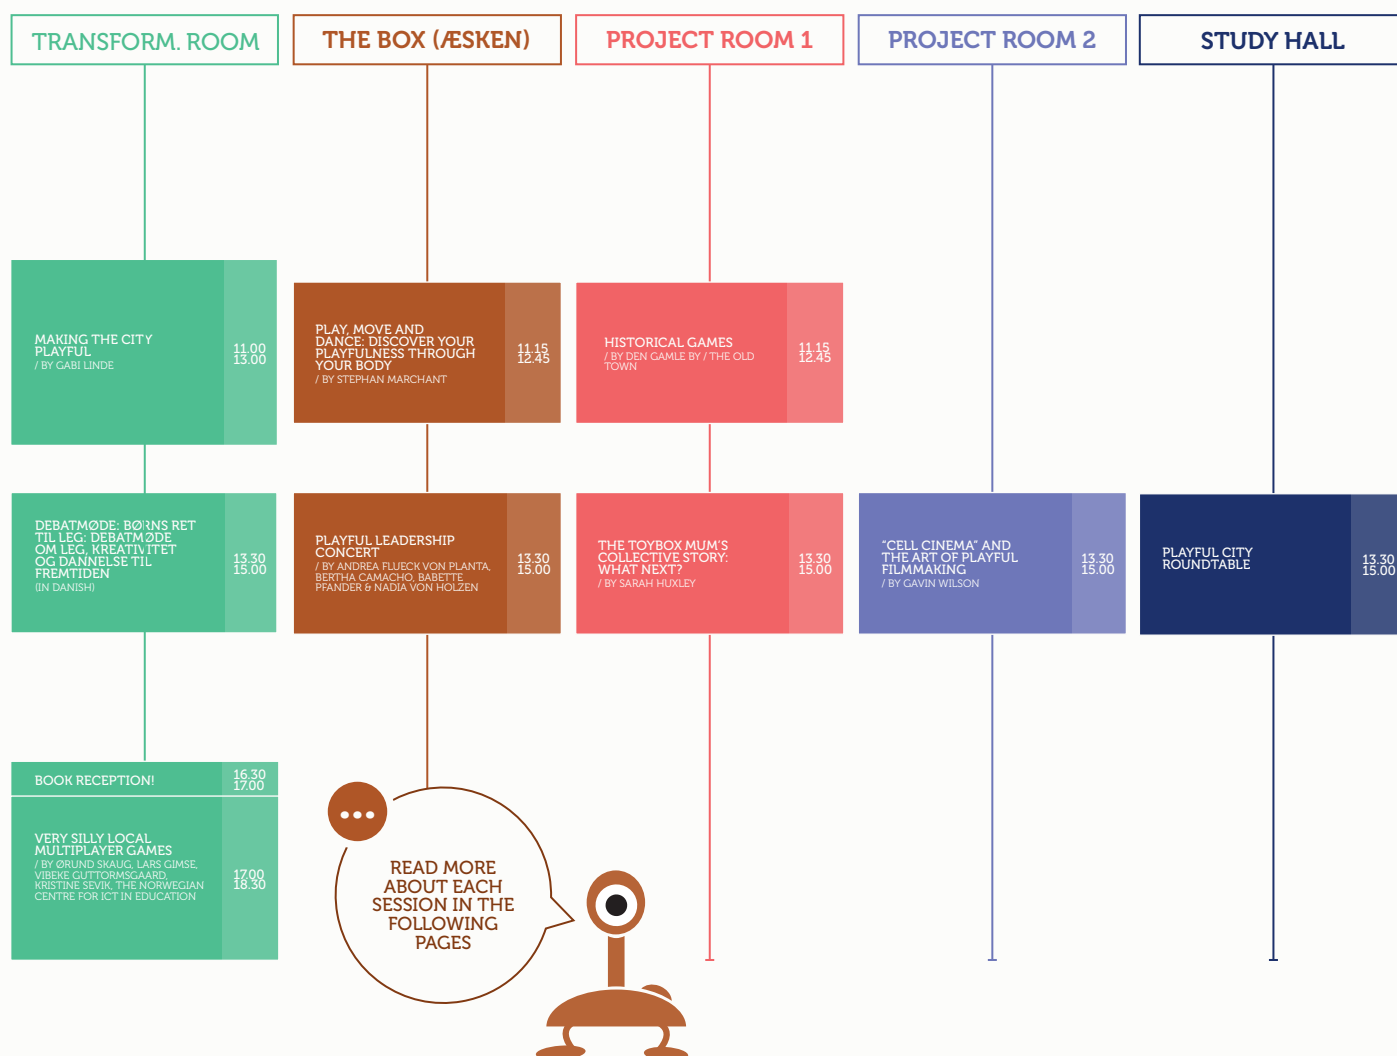 TRANSFORM. ROOM
THE BOX (ÆSKEN)
PROJECT ROOM 1
PROJECT ROOM 2
STUDY HALL
MAKING THE CITY
PLAYFUL
/ BY GABI LINDE
11.00
13.00
PLAY, MOVE AND
DANCE: DISCOVER YOUR
PLAYFULNESS THROUGH
YOUR BODY
/ BY STEPHAN MARCHANT
11.15
12.45
HISTORICAL GAMES
/ BY DEN GAMLE BY / THE OLD
TOWN
11.15
12.45
DEBATMØDE: BØRNS RET
TIL LEG: DEBATMØDE
OM LEG, KREATIVITET
OG DANNELSE TIL
FREMTIDEN
(IN DANISH)
13.30
15.00
PLAYFUL LEADERSHIP
CONCERT
/ BY ANDREA FLUECK VON PLANTA,
BERTHA CAMACHO, BABETTE
PFANDER & NADIA VON HOLZEN
13.30
15.00
THE TOYBOX MUM'S
COLLECTIVE STORY:
WHAT NEXT?
/ BY SARAH HUXLEY
13.30
15.00
"CELL CINEMA" AND
THE ART OF PLAYFUL
FILMMAKING
/ BY GAVIN WILSON
13.30
15.00
PLAYFUL CITY
ROUNDTABLE
13.30
15.00
BOOK RECEPTION!
16.30
17.00
VERY SILLY LOCAL
MULTIPLAYER GAMES
/ BY ØRUND SKAUG, LARS GIMSE,
VIBEKE GUTTORMSGAARD,
KRISTINE SEVIK, THE NORWEGIAN
CENTRE FOR ICT IN EDUCATION
17.00
18.30
READ MORE
ABOUT EACH
SESSION IN THE
FOLLOWING
PAGES